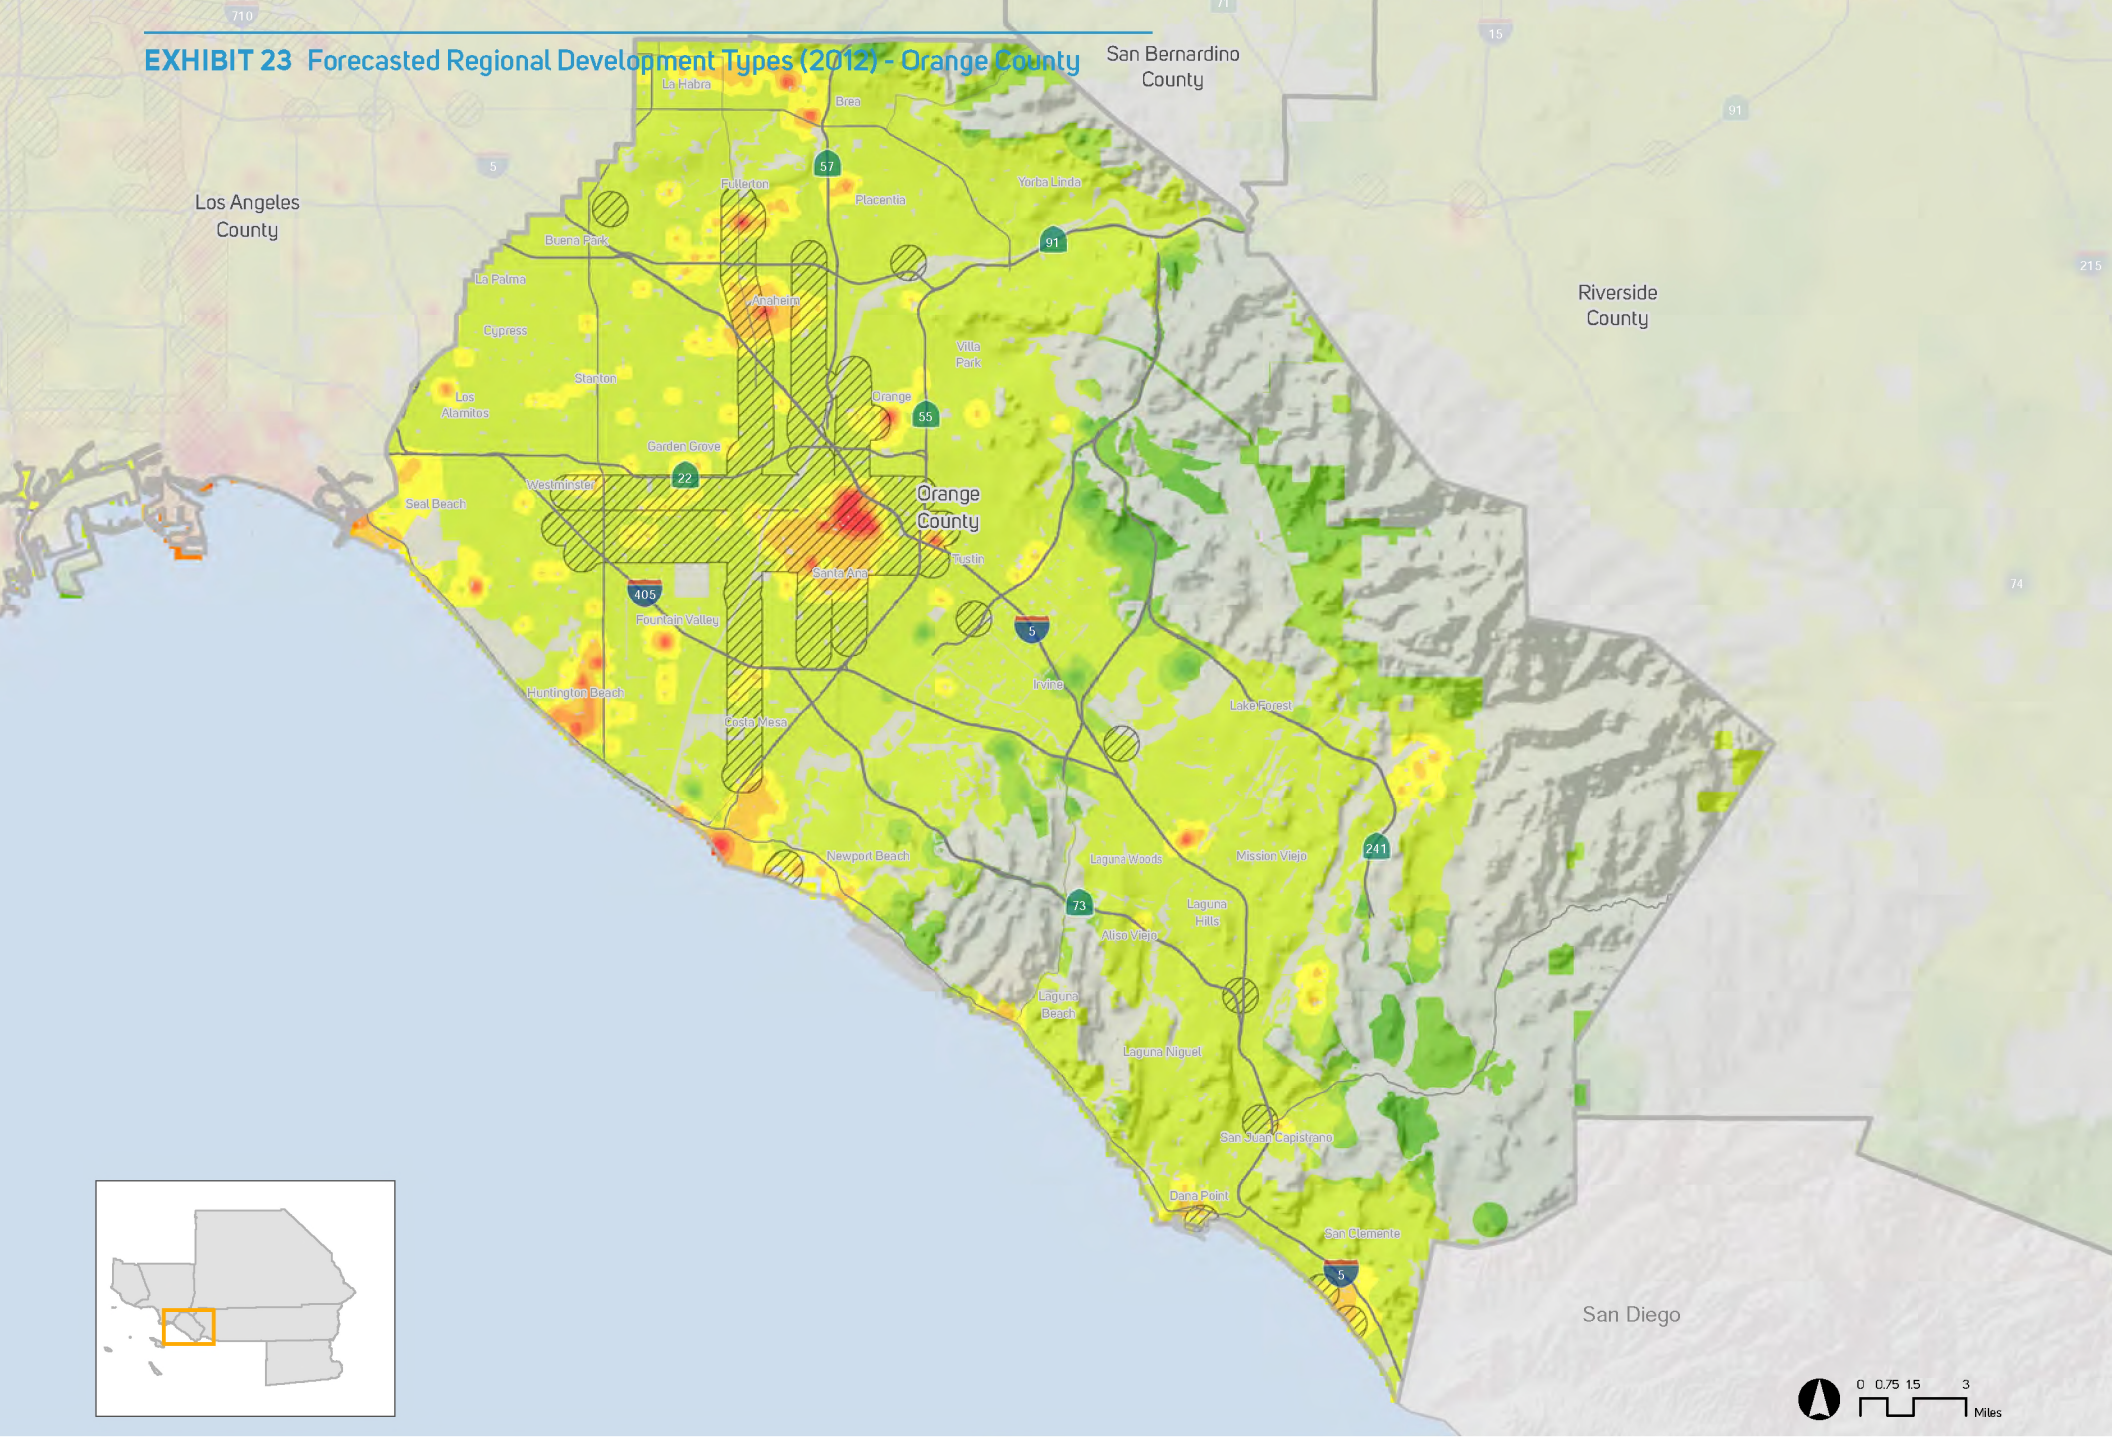 710
71
15
EXHIBIT 23 Forecasted Regional Development Types (2012) - Orange County
San Bernardino
County
La Habra
Brea
91
5
57
Los Angeles
County
Fullerton
Placentia
Yorba Linda
Buena Park
91
215
La Palma
Anaheim
Riverside
County
Cypress
Villa
Park
Stanton
Los
Alamitos
Orange
55
Garden Grove
22
Westminster
Seal Beach
Orange
County
Tustin
Santa Ana
74
405
Fountain Valley
5
Irvine
Huntington Beach
Lake Forest
Costa Mesa
241
Newport Beach
Laguna Woods
Mission Viejo
73
Laguna
Hills
Aliso Viejo
Laguna
Beach
Laguna Niguel
San Juan Capistrano
Dana Point
San Clemente
5
San Diego
0 0.75 1.5 3
Miles